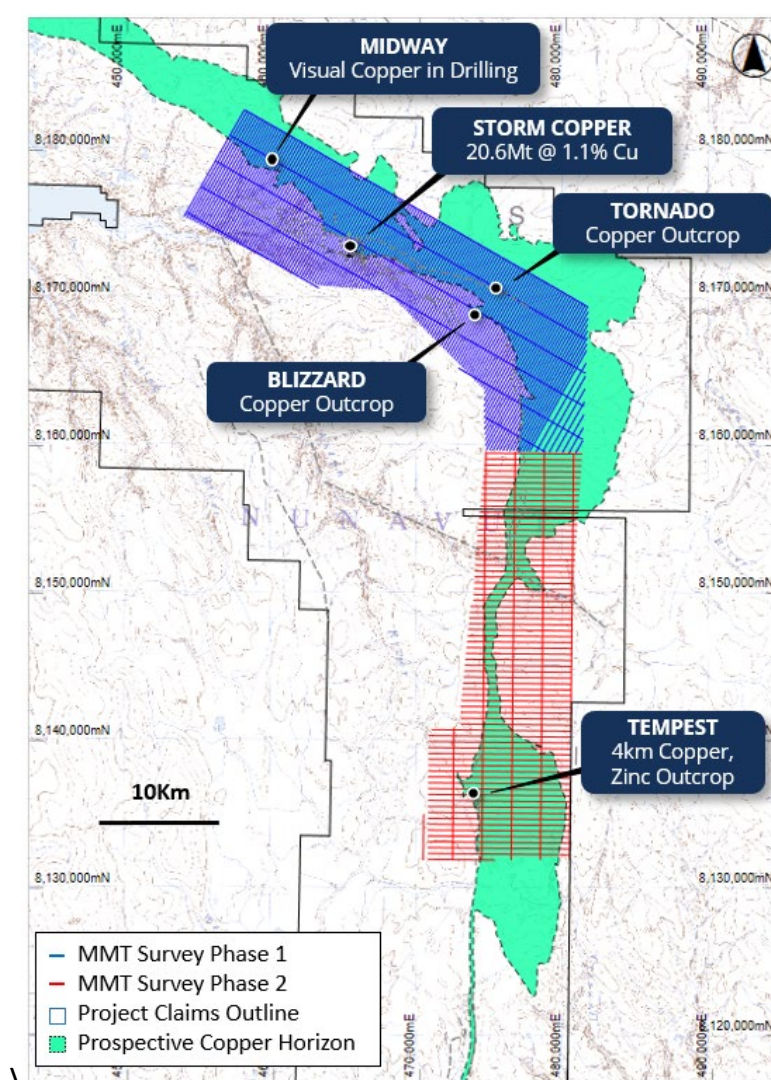 450,000mE
480,000mE
490,000mE
MIDWAY
Visual Copper in Drilling
8,180,000mN
8,180,000mN
STORM COPPER
20.6Mt @ 1.1% Cu
TORNADO
Copper Outcrop
S
8,170,000mN
8,170,000mN
BLIZZARD
Copper Outcrop
8,160,000mN
8,160,000mN
N U N A V
8,150,000mN
8,150,000mN
8,140,000mN
TEMPEST
4km Copper,
Zinc Outcrop
10Km
8,130,000mN
8,130,000mN
MMT Survey Phase 1
MMT Survey Phase 2
Project Claims Outline
Prospective Copper Horizon
470,000mE
480,000mE
490,000mE
8,120,000mN
\